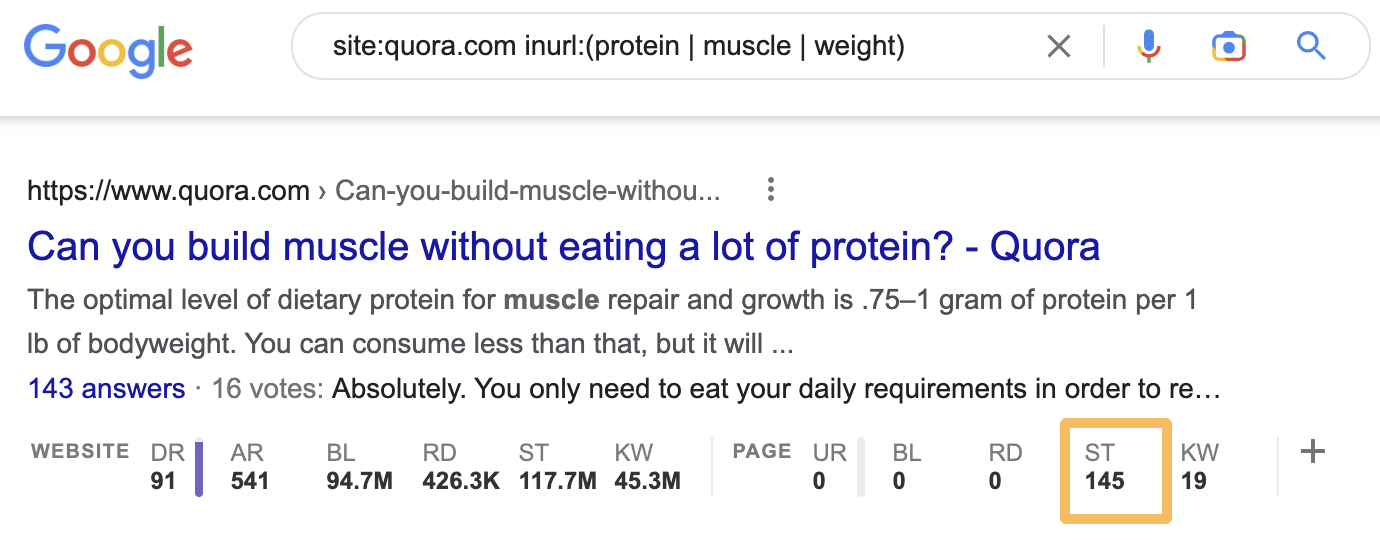 Google
site:quora.com inurl:(protein | muscle | weight)
https://www.quora.com › Can-you-build-muscle-withou...
Can you build muscle without eating a lot of protein? - Quora
The optimal level of dietary protein for muscle repair and growth is .75–1 gram of protein per 1
lb of bodyweight. You can consume less than that, but it will ...
143 answers · 16 votes: Absolutely. You only need to eat your daily requirements in order to re…
WEBSITE DR AR BL RD ST KW PAGE UR BL RD ST KW
91 541 94.7M 426.3K 117.7M 45.3M 0 0 0 145 19